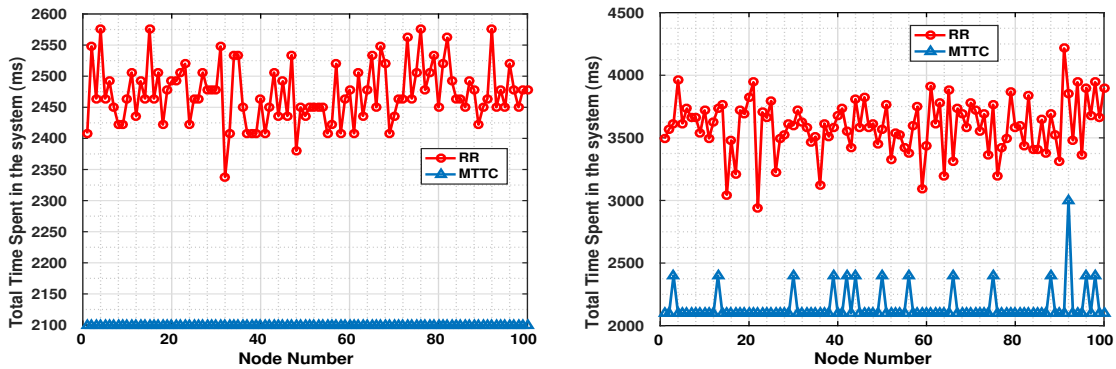 Total Time Spent in the system (ms)
2600
2550
2500
2450
2400
2350
2300
2250
2200
2150
2100
RR
MTTC
0 20 40 60 80 100
Node Number
Total Time Spent in the system (ms)
4500
4000
3500
3000
2500
2000
RR
MTTC
0 20 40 60 80 100
Node Number